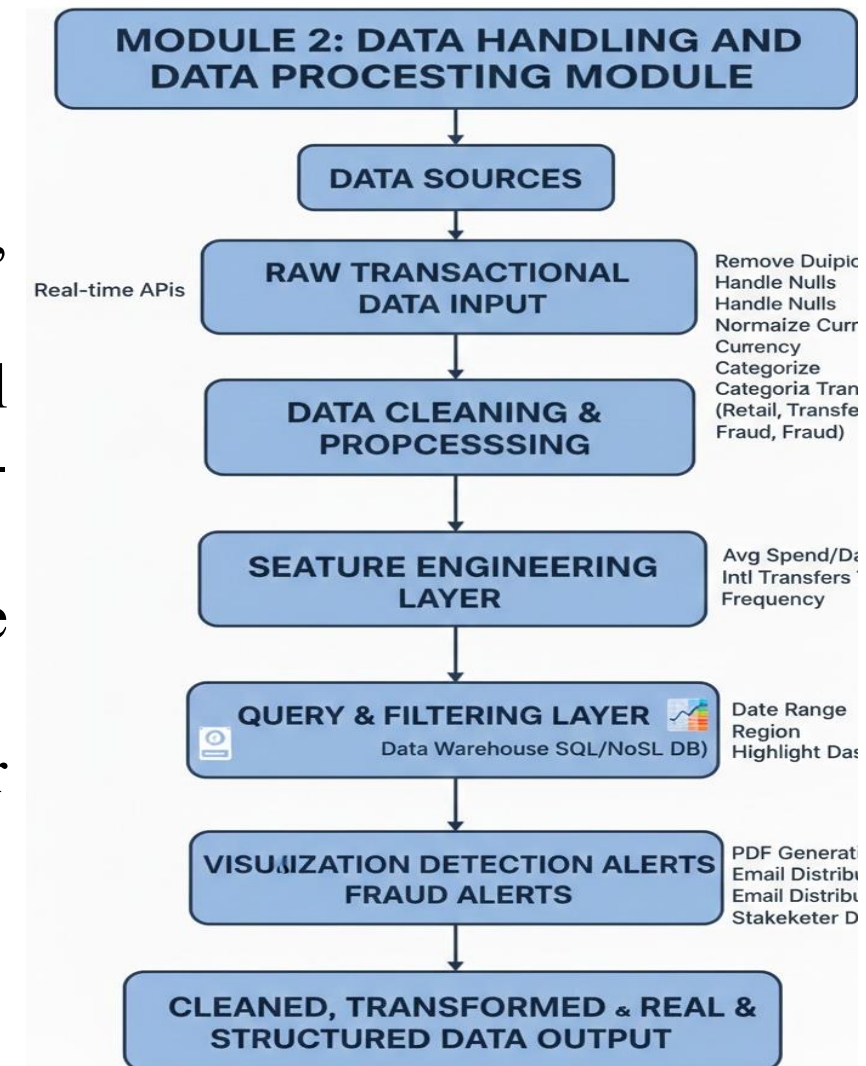 MODULE 2: DATA HANDLING AND
DATA PROCESTING MODULE
DATA SOURCES
Real-time APis
RAW TRANSACTIONAL
DATA INPUT
Remove Duipic
Handle Nulls
Handle Nulls
Normaize Curr
Currency
Categorize
Categoria Tran
(Retail, Transfe
Fraud, Fraud)
DATA CLEANING &
PROPCESSSING
SEATURE ENGINEERING
LAYER
Avg Spend/Da
Intl Transfers
Frequency
QUERY & FILTERING LAYER
Data Warehouse SQL/NoSL DB)
Date Range
Region
Highlight Das
DETECTION ALERTS
FRAUD ALERTS
PDF Generati
Email Distribu
Email Distribu
Stakeketer D
CLEANED, TRANSFORMED & REAL &
STRUCTURED DATA OUTPUT